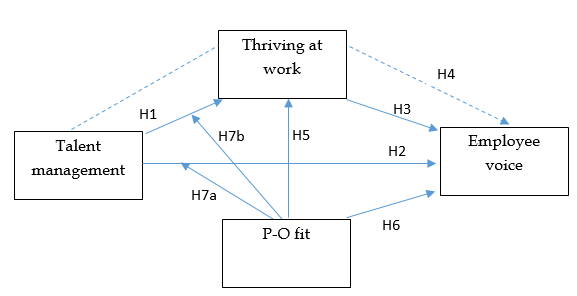 Thriving at
work
H4
H1
H3
H7b
H5
Talent
management
H2
Employee
voice
H7a
P-O fit
H6